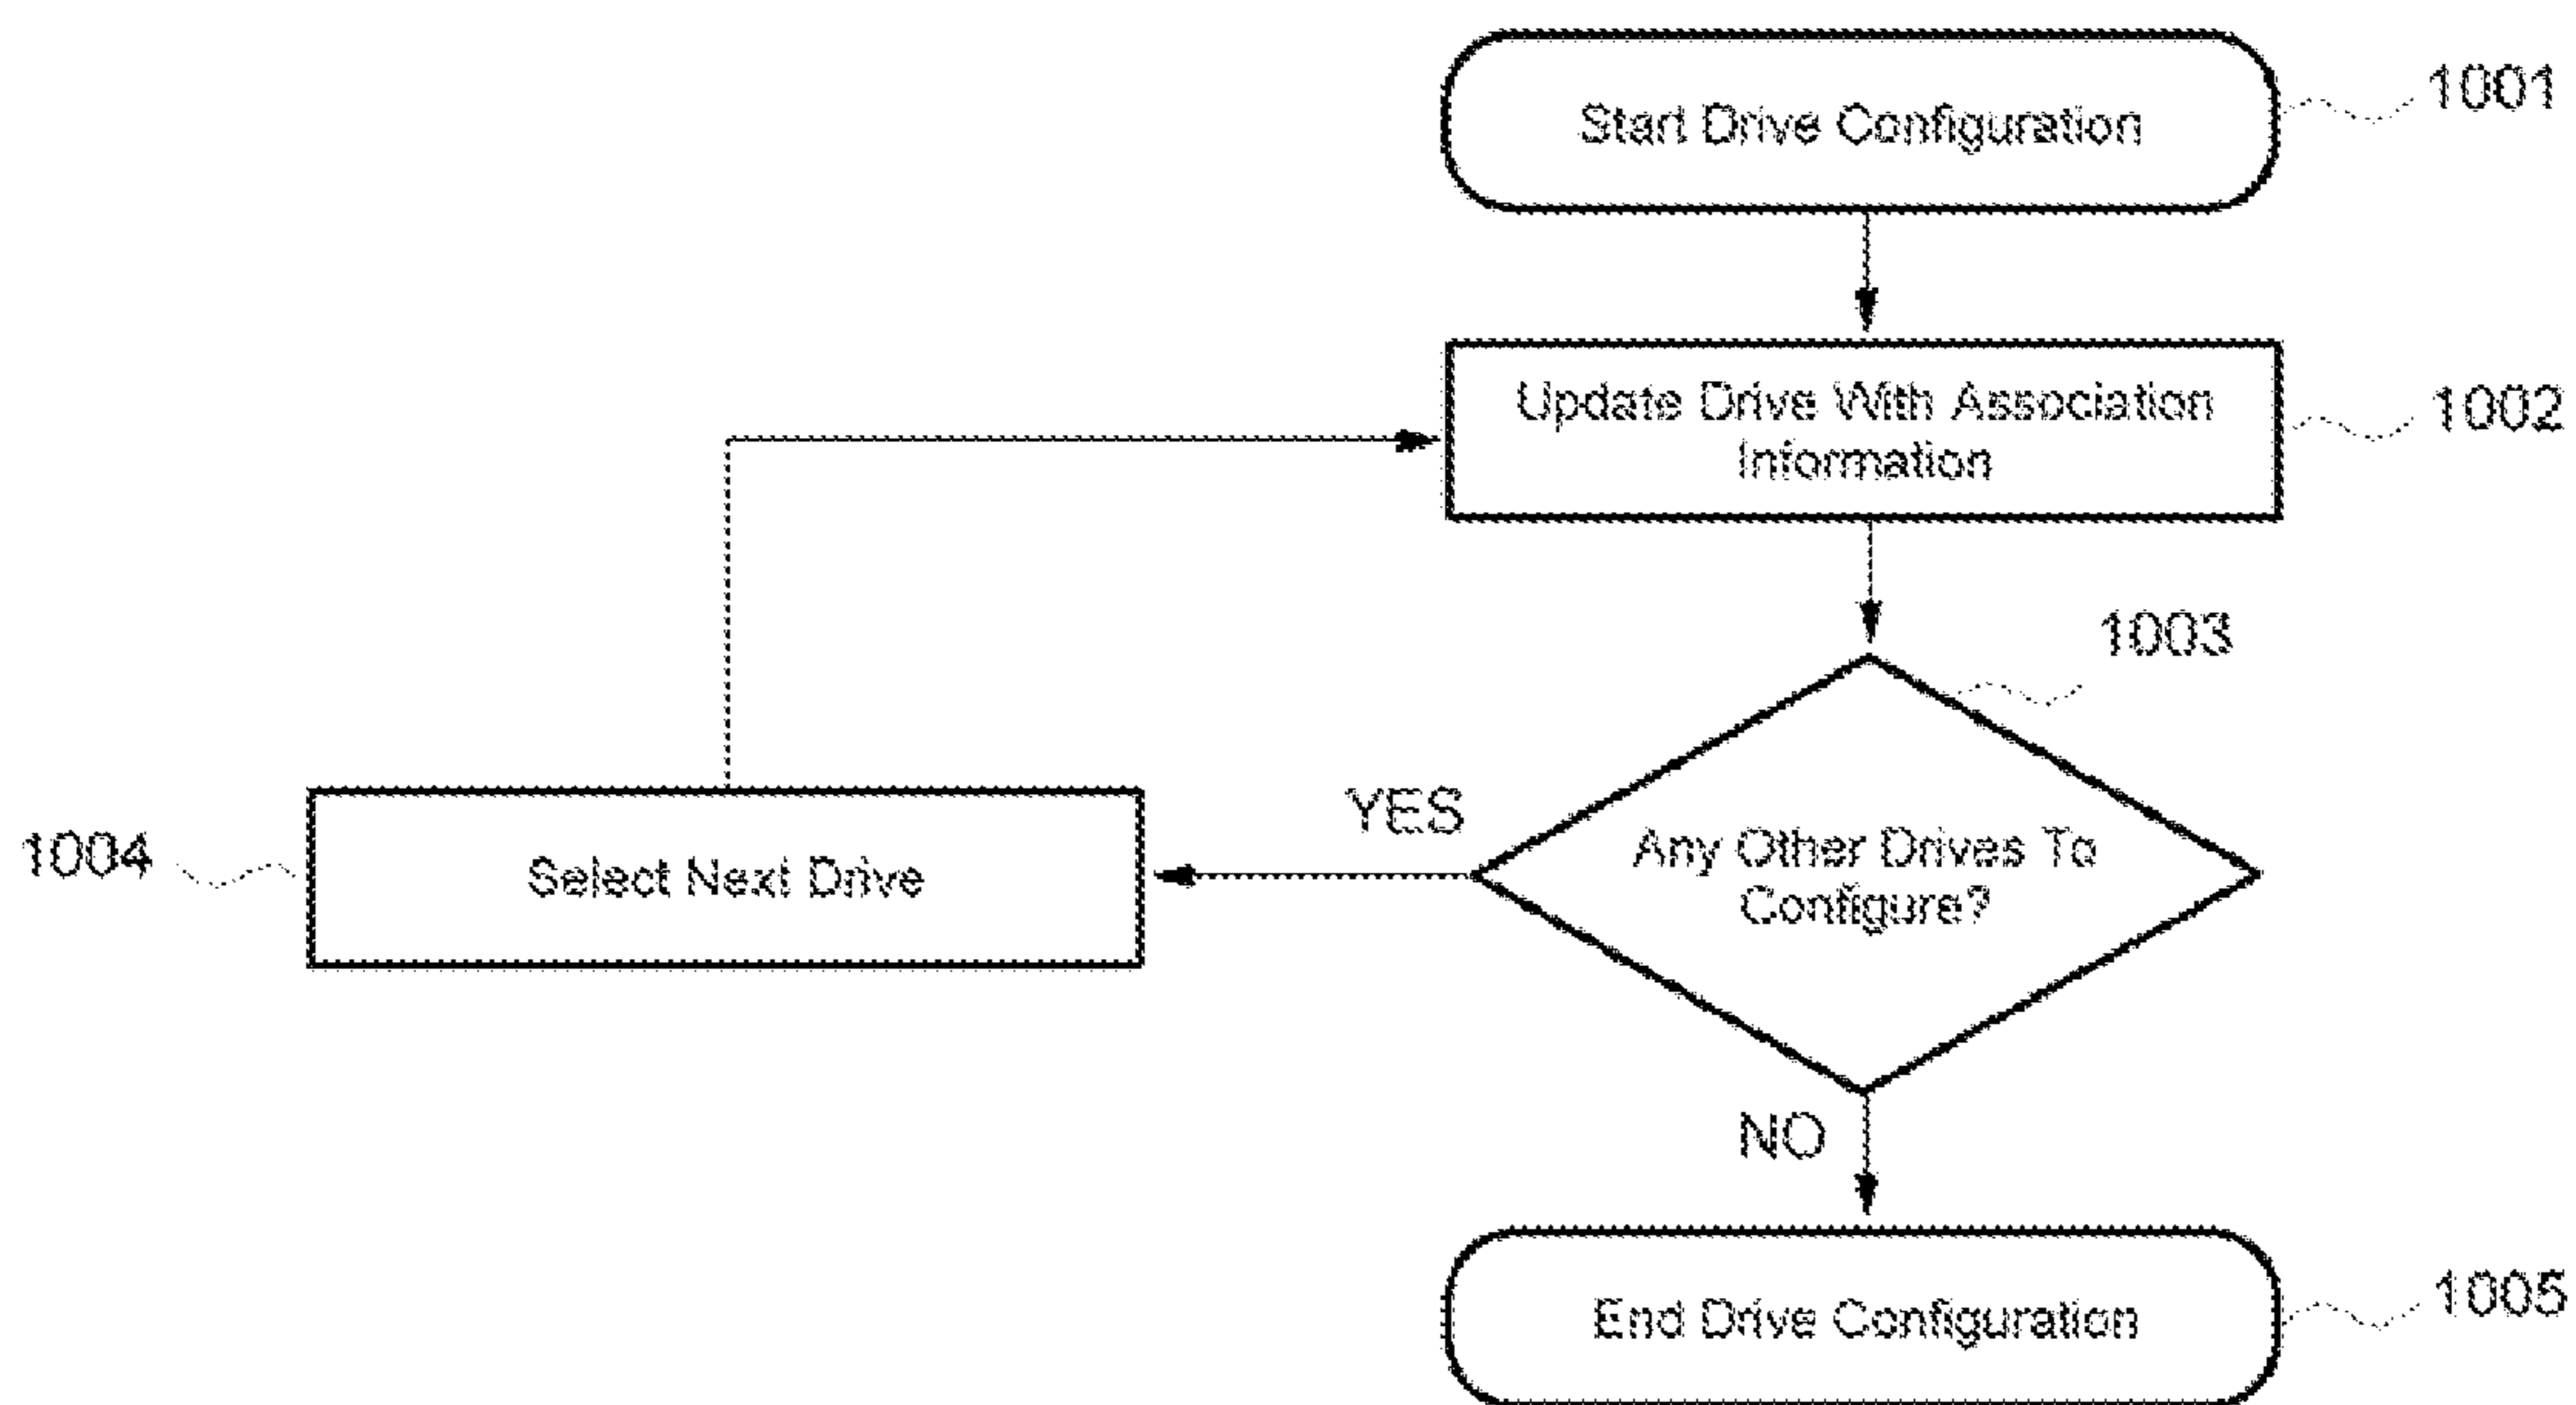 Start Drive Configuration
1001
Update Drive With Association
Information
1002
1003
Any Other Drives To
Configure?
YES
Select Next Drive
1004
NO
End Drive Configuration
1005